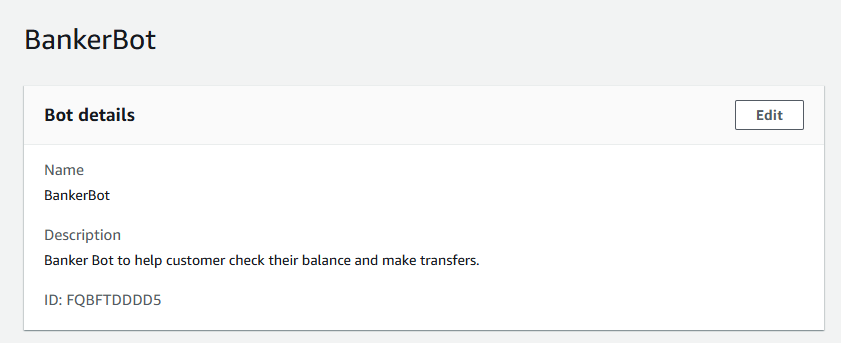 BankerBot
Bot details
Edit
Name
BankerBot
Description
Banker Bot to help customer check their balance and make transfers.
ID: FQBFTDDDD5